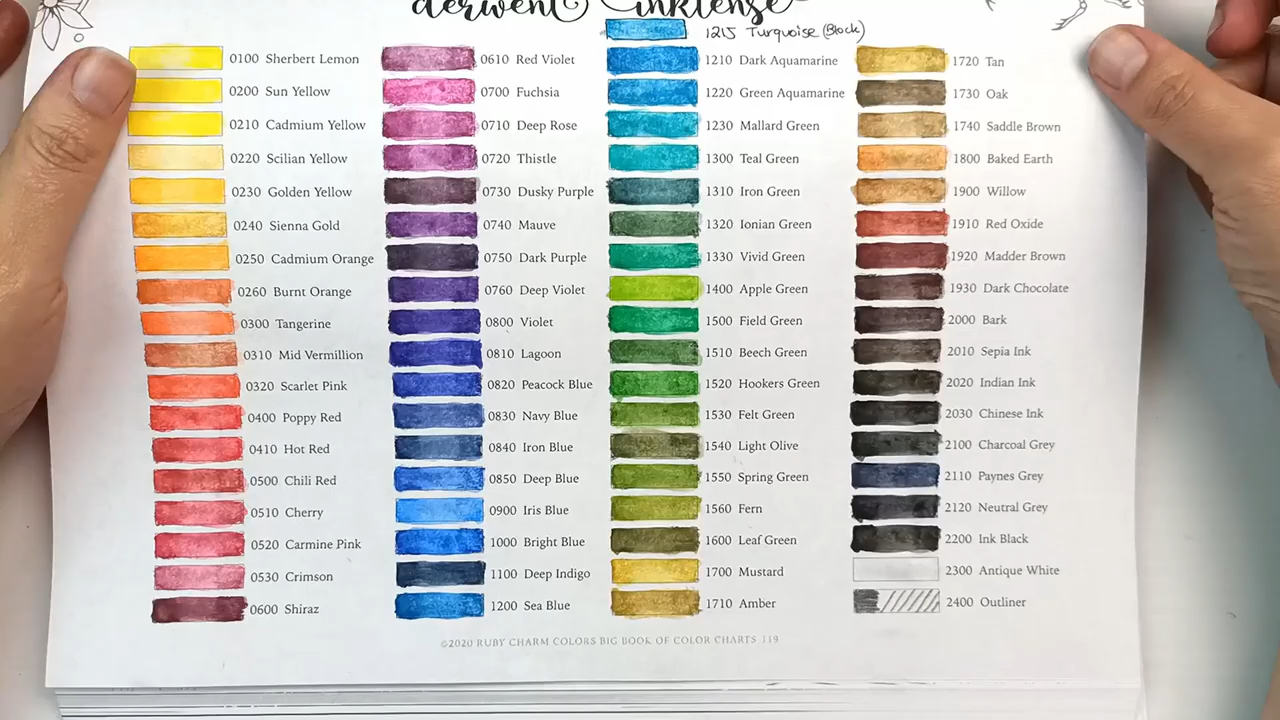 derwent inktense
1215 Turquoise (Block)
0100 Sherbert Lemon
0200 Sun Yellow
0210 Cadmium Yellow
0220 Scilian Yellow
0230 Golden Yellow
0240 Sienna Gold
0250 Cadmium Orange
0260 Burnt Orange
0300 Tangerine
0310 Mid Vermillion
0320 Scarlet Pink
0400 Poppy Red
0410 Hot Red
0500 Chili Red
0510 Cherry
0520 Carmine Pink
0530 Crimson
0600 Shiraz
0610 Red Violet
0700 Fuchsia
0710 Deep Rose
0720 Thistle
0730 Dusky Purple
0740 Mauve
0750 Dark Purple
0760 Deep Violet
0800 Violet
0810 Lagoon
0820 Peacock Blue
0830 Navy Blue
0840 Iron Blue
0850 Deep Blue
0900 Iris Blue
1000 Bright Blue
1100 Deep Indigo
1200 Sea Blue
1210 Dark Aquamarine
1220 Green Aquamarine
1230 Mallard Green
1300 Teal Green
1310 Iron Green
1320 Ionian Green
1330 Vivid Green
1400 Apple Green
1500 Field Green
1510 Beech Green
1520 Hookers Green
1530 Felt Green
1540 Light Olive
1550 Spring Green
1560 Fern
1600 Leaf Green
1700 Mustard
1710 Amber
1720 Tan
1730 Oak
1740 Saddle Brown
1800 Baked Earth
1900 Willow
1910 Red Oxide
1920 Madder Brown
1930 Dark Chocolate
2000 Bark
2010 Sepia Ink
2020 Indian Ink
2030 Chinese Ink
2100 Charcoal Grey
2110 Paynes Grey
2120 Neutral Grey
2200 Ink Black
2300 Antique White
2400 Outliner
©2020 RUBY CHARM COLORS BIG BOOK OF COLOR CHARTS 119